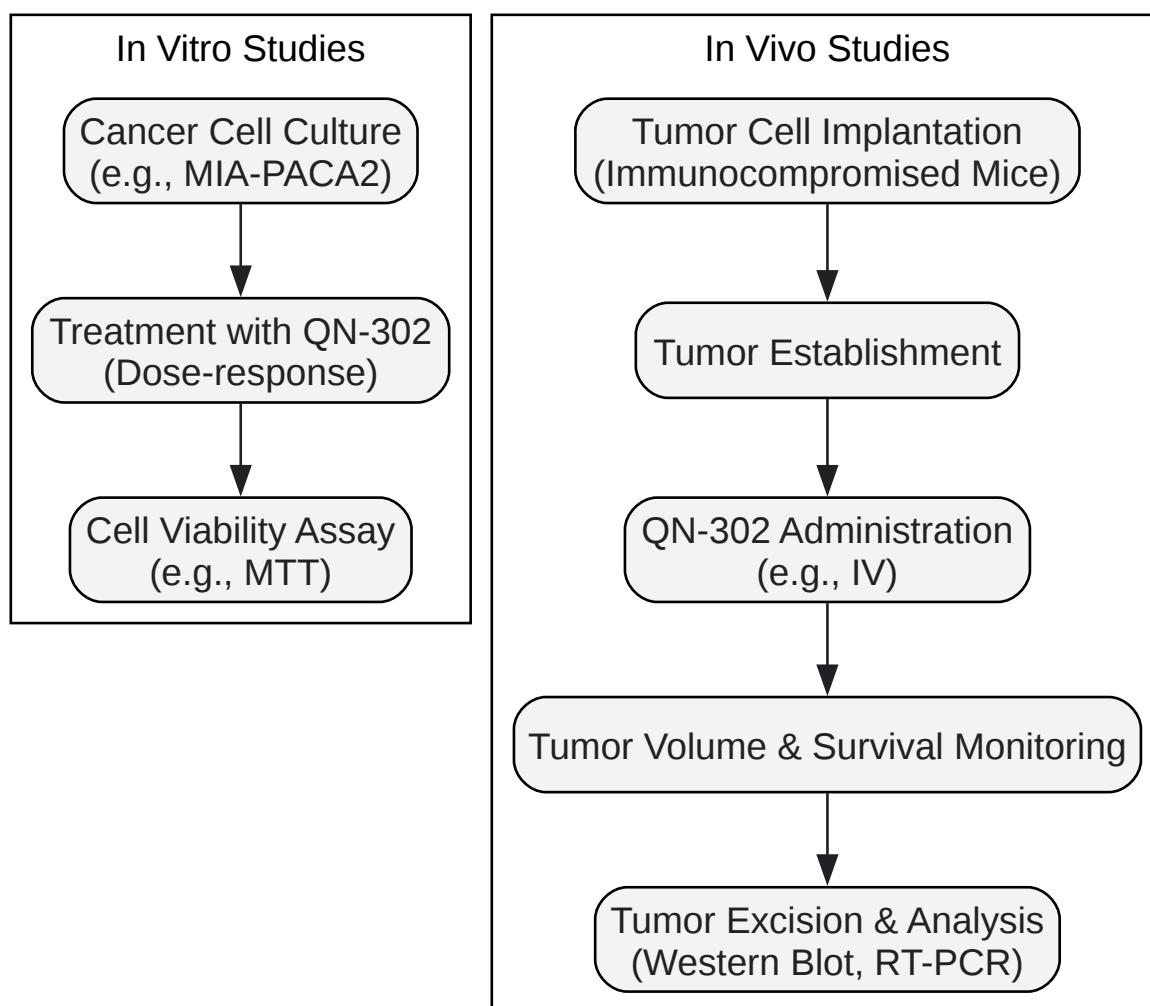 In Vitro Studies
Cancer Cell Culture
(e.g., MIA-PACA2)
Treatment with QN-302
(Dose-response)
Cell Viability Assay
(e.g., MTT)
In Vivo Studies
Tumor Cell Implantation
(Immunocompromised Mice)
Tumor Establishment
QN-302 Administration
(e.g., IV)
Tumor Volume & Survival Monitoring
Tumor Excision & Analysis
(Western Blot, RT-PCR)